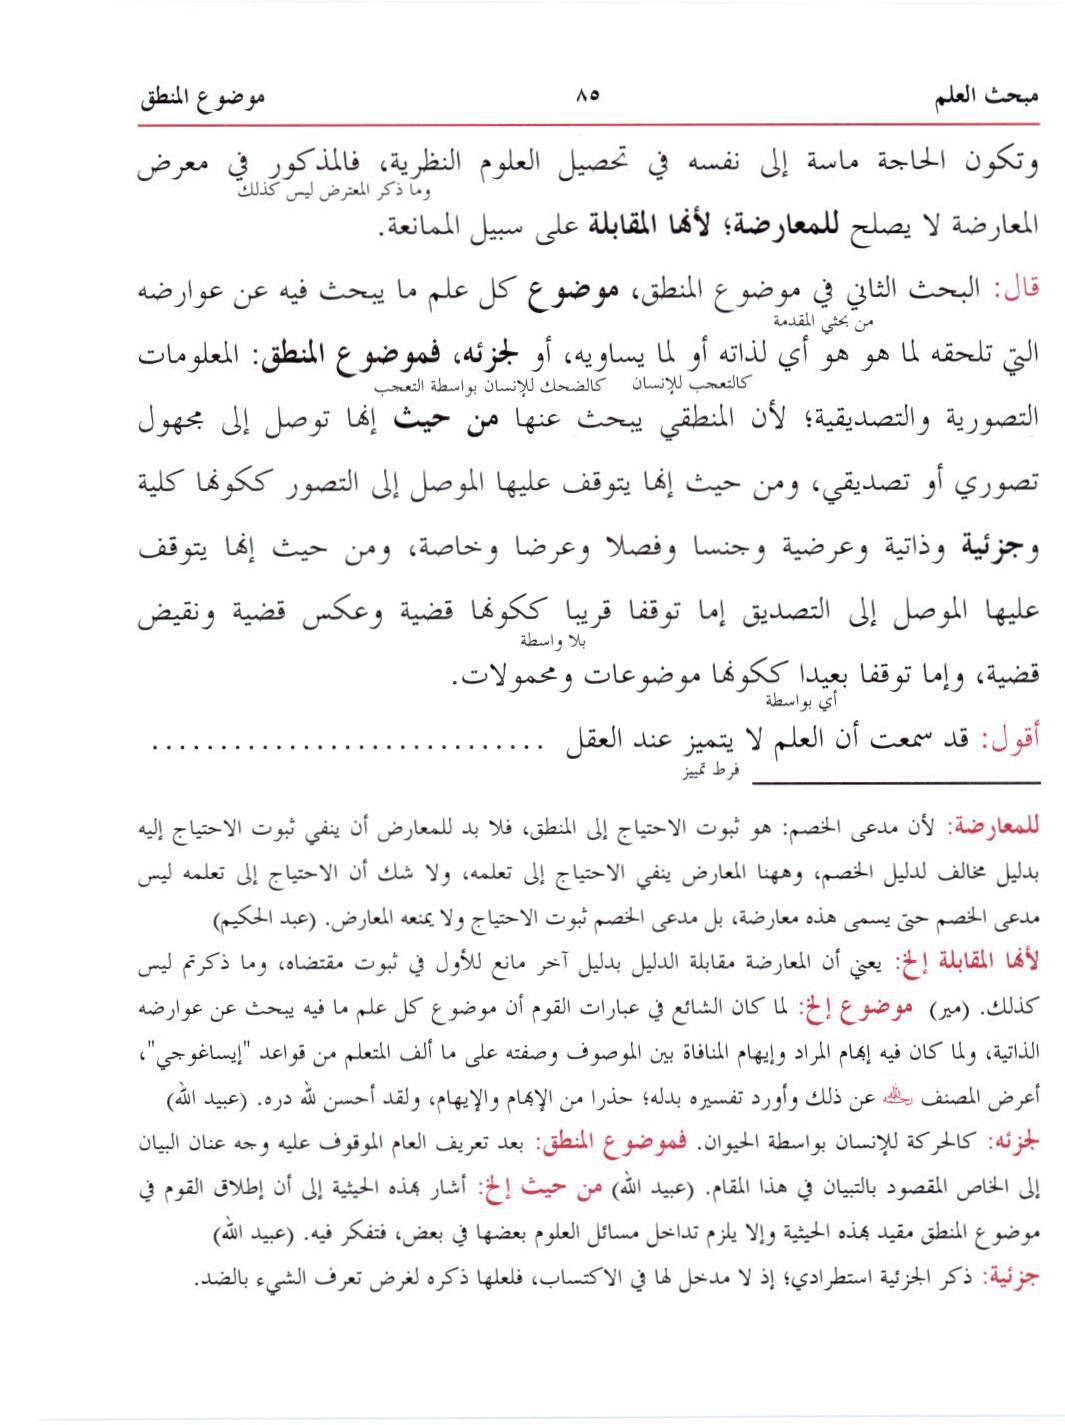 مبحث العلم ٨٥ موضوع المنطق
وتكون الحاجة ماسة إلى نفسه في تحصيل العلوم النظرية، فالمذكور في معرض
وما ذكر المعترض ليس كذلك
المعارضة لا يصلح للمعارضة؛ لأنها المقابلة على سبيل الممانعة.
قال: البحث الثاني في موضوع المنطق، موضوع كل علم ما يبحث فيه عن عوارضه
من بحثي المقدمة
التي تلحقه لما هو هو أي لذاته أو لما يساويه، أو لجزئه، فموضوع المنطق: المعلومات
كالتعجب للإنسان كالضحك للإنسان بواسطة التعجب
التصورية والتصديقية؛ لأن المنطقي يبحث عنها من حيث إنها توصل إلى مجهول
تصوري أو تصديقي، ومن حيث إنها يتوقف عليها الموصل إلى التصور ككونها كلية
وجزئية وذاتية وعرضية وجنسا وفصلا وعرضا وخاصة، ومن حيث إنها يتوقف
عليها الموصل إلى التصديق إما توقفا قريبا ككونها قضية وعكس قضية ونقيض
بلا واسطة
قضية، وإما توقفا بعيدا ككونها موضوعات ومحمولات.
أي بواسطة
أقول: قد سمعت أن العلم لا يتميز عند العقل .............................
فرط تمييز
للمعارضة: لأن مدعى الخصم: هو ثبوت الاحتياج إلى المنطق، فلا بد للمعارض أن ينفي ثبوت الاحتياج إليه
بدليل مخالف لدليل الخصم، وههنا المعارض ينفي الاحتياج إلى تعلمه، ولا شك أن الاحتياج إلى تعلمه ليس
مدعى الخصم حتى يسمى هذه معارضة، بل مدعى الخصم ثبوت الاحتياج ولا يمنعه المعارض. (عبد الحكيم)
لأنها المقابلة إلخ: يعني أن المعارضة مقابلة الدليل بدليل آخر مانع للأول في ثبوت مقتضاه، وما ذكرتم ليس
كذلك. (مير) موضوع إلخ: لما كان الشائع في عبارات القوم أن موضوع كل علم ما فيه يبحث عن عوارضه
الذاتية، ولما كان فيه إبهام المراد وإيهام المنافاة بين الموصوف وصفته على ما ألف المتعلم من قواعد "إيساغوجي"،
أعرض المصنف رحمه الله عن ذلك وأورد تفسيره بدله؛ حذرا من الإبهام والإيهام، ولقد أحسن لله دره. (عبيد الله)
لجزئه: كالحركة للإنسان بواسطة الحيوان. فموضوع المنطق: بعد تعريف العام الموقوف عليه وجه عنان البيان
إلى الخاص المقصود بالتبيان في هذا المقام. (عبيد الله) من حيث إلخ: أشار بهذه الحيثية إلى أن إطلاق القوم في
موضوع المنطق مقيد بهذه الحيثية وإلا يلزم تداخل مسائل العلوم بعضها في بعض، فتفكر فيه. (عبيد الله)
جزئية: ذكر الجزئية استطرادي؛ إذ لا مدخل لها في الاكتساب، فلعلها ذكره لغرض تعرف الشيء بالضد.